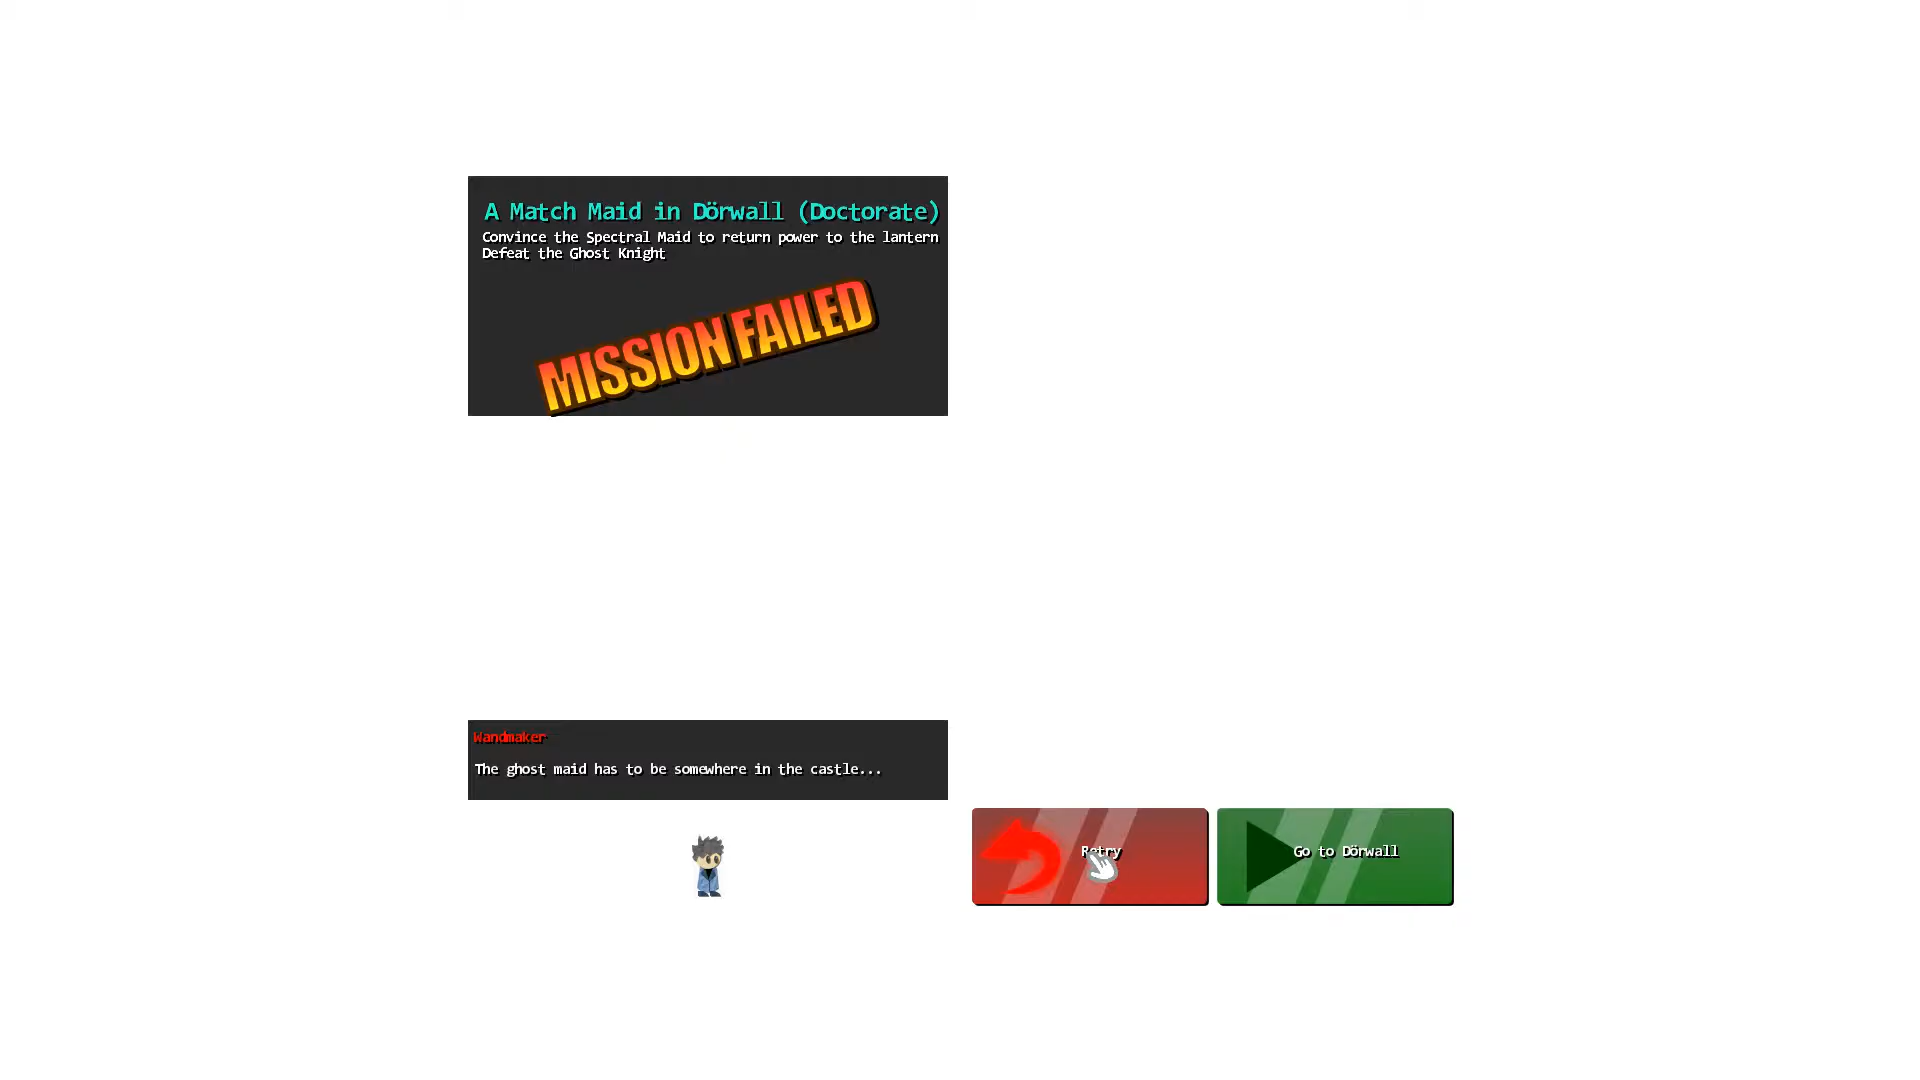 A Match Maid in Dörwall (Doctorate)
Convince the Spectral Maid to return power to the lantern
Defeat the Ghost Knight
MISSION FAILED
Wandmaker
The ghost maid has to be somewhere in the castle...
Retry
Go to Dörwall